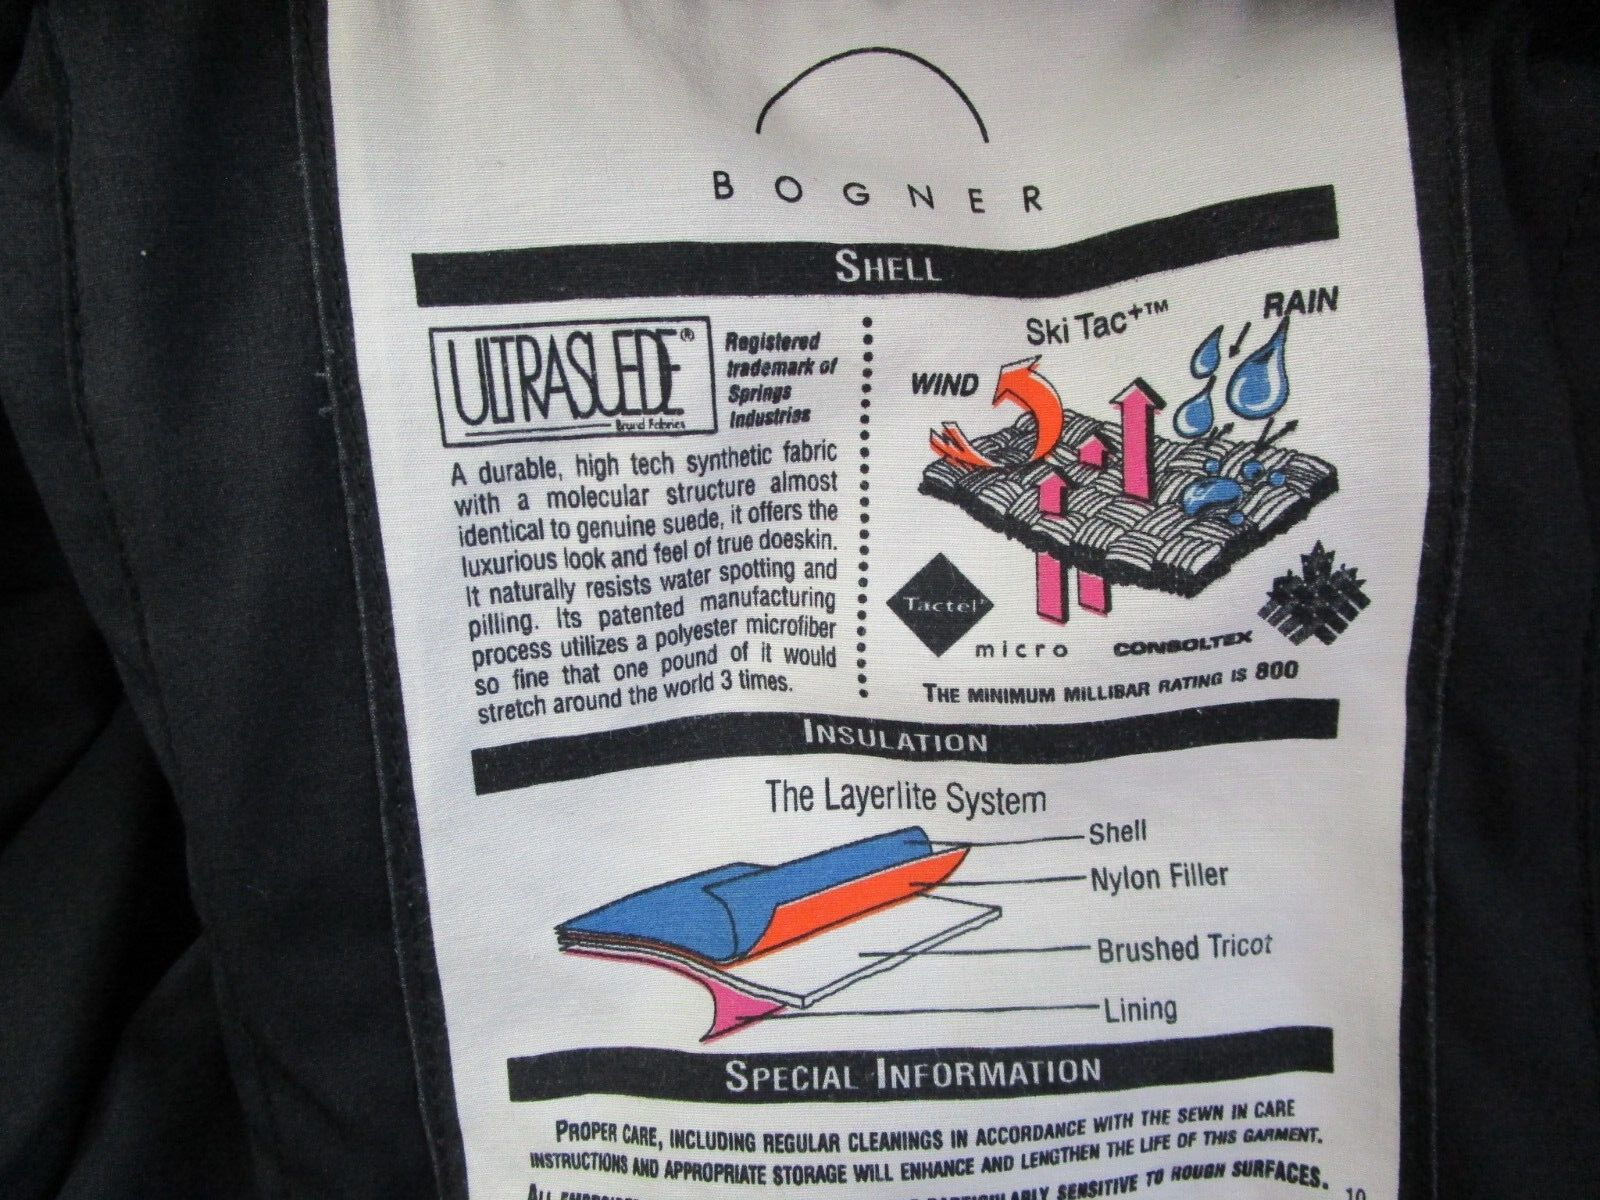 BOGNER
SHELL
ULTRASUEDE®
Brand Fabrics
Registered
trademark of
Springs
Industries
A durable, high tech synthetic fabric
with a molecular structure almost
identical to genuine suede, it offers the
luxurious look and feel of true doeskin.
It naturally resists water spotting and
pilling. Its patented manufacturing
process utilizes a polyester microfiber
so fine that one pound of it would
stretch around the world 3 times.
Ski Tac+™
RAIN
WIND
Tactel
micro
CONSOLTEX
THE MINIMUM MILLIBAR RATING IS 800
INSULATION
The Layerlite System
Shell
Nylon Filler
Brushed Tricot
Lining
SPECIAL INFORMATION
PROPER CARE, INCLUDING REGULAR CLEANINGS IN ACCORDANCE WITH THE SEWN IN CARE
INSTRUCTIONS AND APPROPRIATE STORAGE WILL ENHANCE AND LENGTHEN THE LIFE OF THIS GARMENT.
ALL SENSITIVE TO ROUGH SURFACES.
10